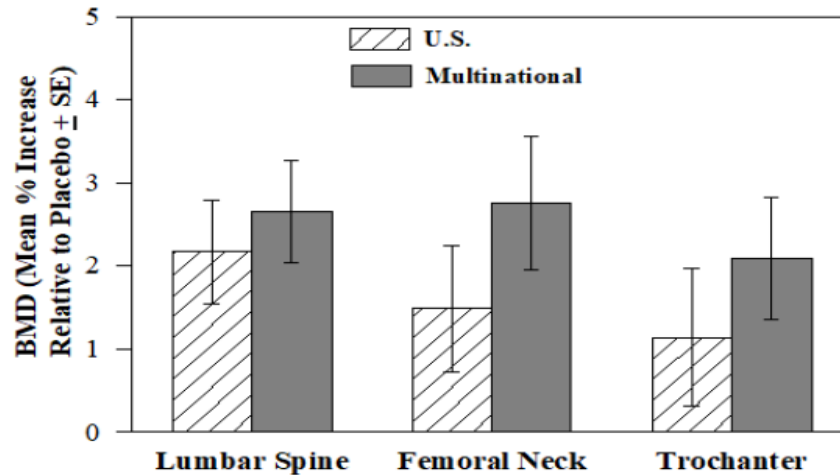 BMD (Mean % Increase
Relative to Placebo ± SE)
5
4
3
2
1
0
U.S.
Multinational
Lumbar Spine
Femoral Neck
Trochanter